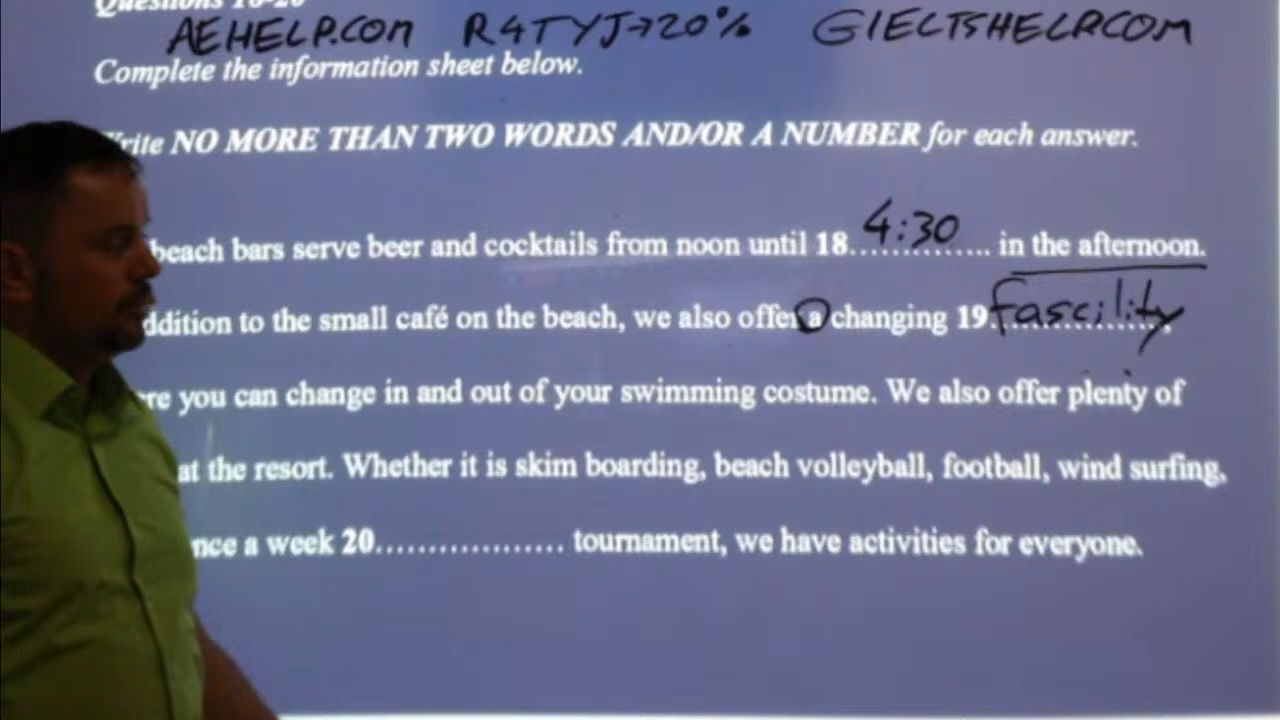 Questions 18-20
AEHELP.COM R4TYJ→20% GIELTSHELP.COM
Complete the information sheet below.
rite NO MORE THAN TWO WORDS AND/OR A NUMBER for each answer.
beach bars serve beer and cocktails from noon until 18. 4:30 .............. in the afternoon.
ddition to the small café on the beach, we also offer a changing 19. fascility ..............,
re you can change in and out of your swimming costume. We also offer plenty of
at the resort. Whether it is skim boarding, beach volleyball, football, wind surfing,
nce a week 20.................. tournament, we have activities for everyone.